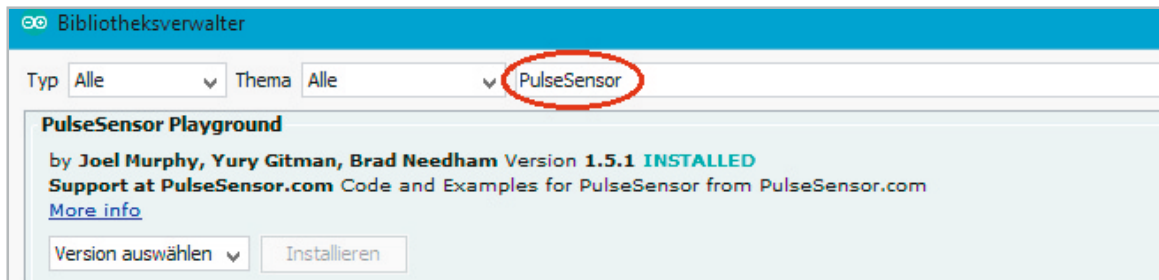 Bibliotheksverwalter
Typ Alle Thema Alle PulseSensor
PulseSensor Playground
by Joel Murphy, Yury Gitman, Brad Needham Version 1.5.1 INSTALLED
Support at PulseSensor.com Code and Examples for PulseSensor from PulseSensor.com
More info
Version auswählen Installieren